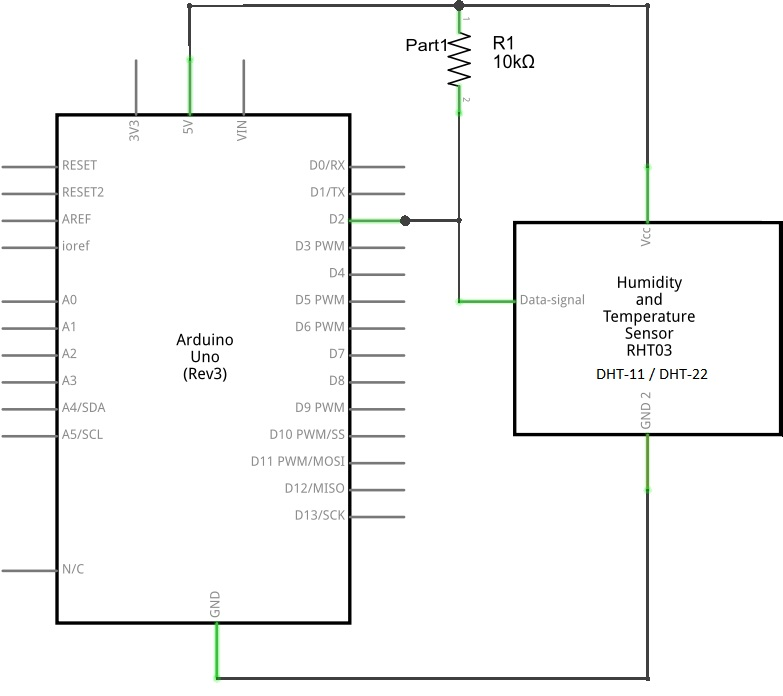 1
Part1
R1
10kΩ
2
3V3
5V
VIN
RESET
RESET2
AREF
ioref
A0
A1
A2
A3
A4/SDA
A5/SCL
N/C
Arduino
Uno
(Rev3)
D0/RX
D1/TX
D2
D3 PWM
D4
D5 PWM
D6 PWM
D7
D8
D9 PWM
D10 PWM/SS
D11 PWM/MOSI
D12/MISO
D13/SCK
GND
Vcc
Data-signal
Humidity
and
Temperature
Sensor
RHT03
DHT-11 / DHT-22
GND 2